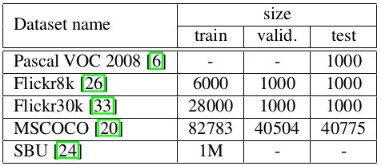 Dataset name size
train valid. test
Pascal VOC 2008 [6] - - 1000
Flickr8k [26] 6000 1000 1000
Flickr30k [33] 28000 1000 1000
MSCOCO [20] 82783 40504 40775
SBU [24] 1M - -